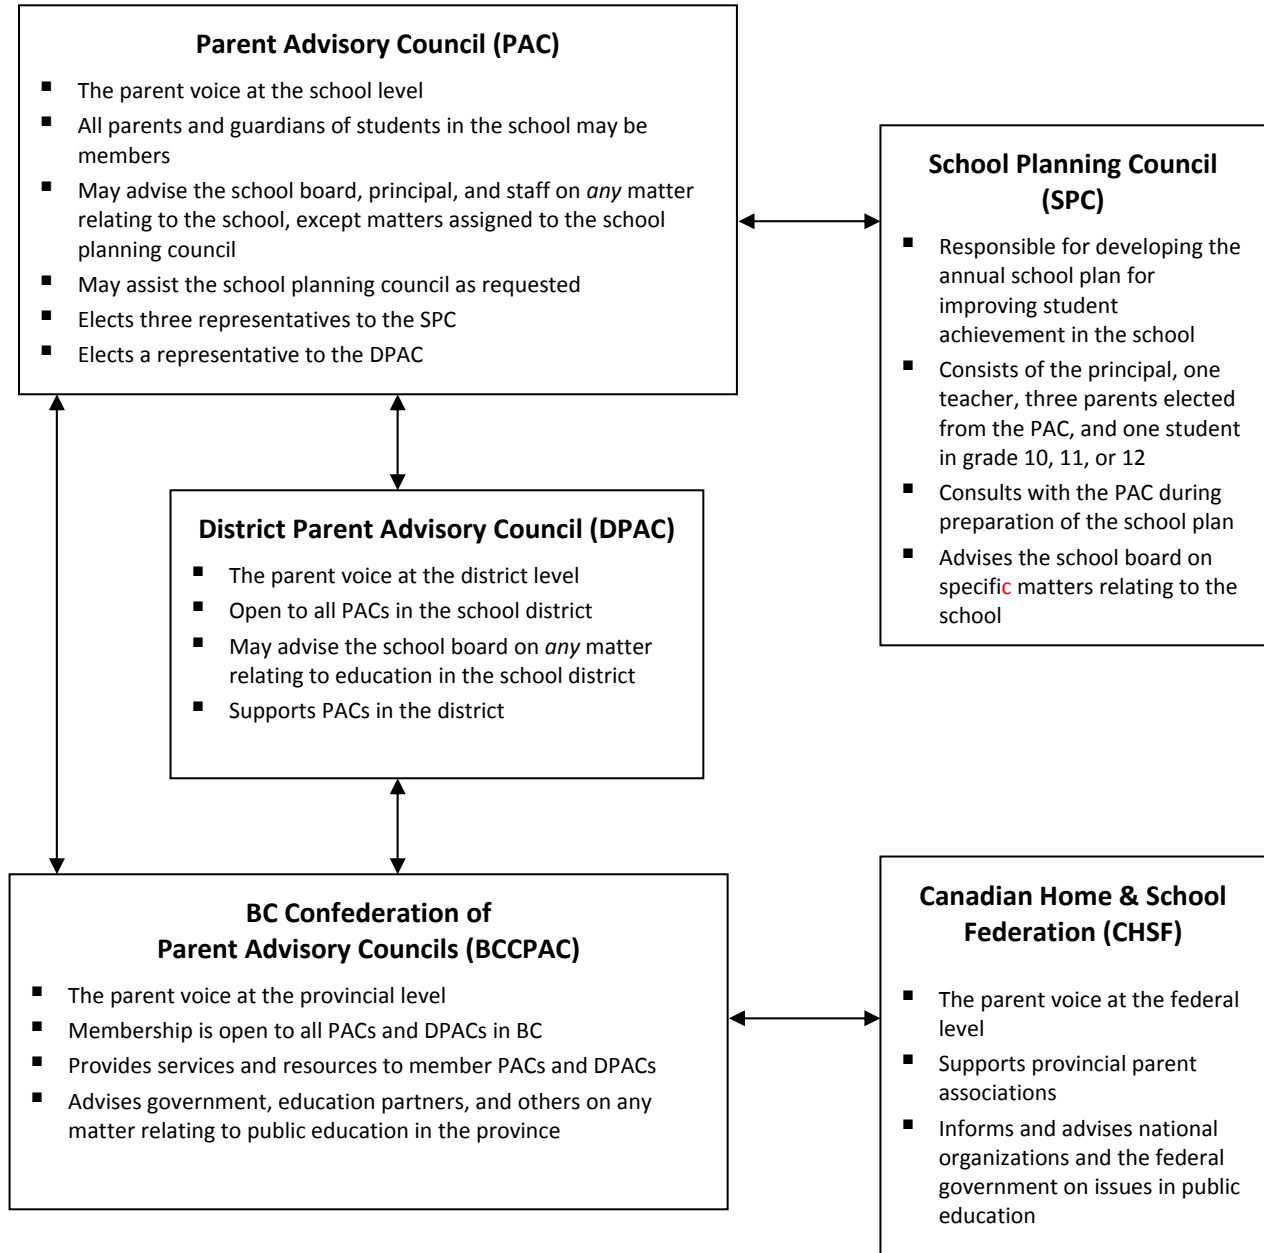 Parent Advisory Council (PAC)
▪ The parent voice at the school level
▪ All parents and guardians of students in the school may be
members
▪ May advise the school board, principal, and staff on any matter
relating to the school, except matters assigned to the school
planning council
▪ May assist the school planning council as requested
▪ Elects three representatives to the SPC
▪ Elects a representative to the DPAC
School Planning Council
(SPC)
▪ Responsible for developing the
annual school plan for
improving student
achievement in the school
▪ Consists of the principal, one
teacher, three parents elected
from the PAC, and one student
in grade 10, 11, or 12
▪ Consults with the PAC during
preparation of the school plan
▪ Advises the school board on
specific matters relating to the
school
District Parent Advisory Council (DPAC)
▪ The parent voice at the district level
▪ Open to all PACs in the school district
▪ May advise the school board on any matter
relating to education in the school district
▪ Supports PACs in the district
BC Confederation of
Parent Advisory Councils (BCCPAC)
▪ The parent voice at the provincial level
▪ Membership is open to all PACs and DPACs in BC
▪ Provides services and resources to member PACs and DPACs
▪ Advises government, education partners, and others on any
matter relating to public education in the province
Canadian Home & School
Federation (CHSF)
▪ The parent voice at the federal
level
▪ Supports provincial parent
associations
▪ Informs and advises national
organizations and the federal
government on issues in public
education